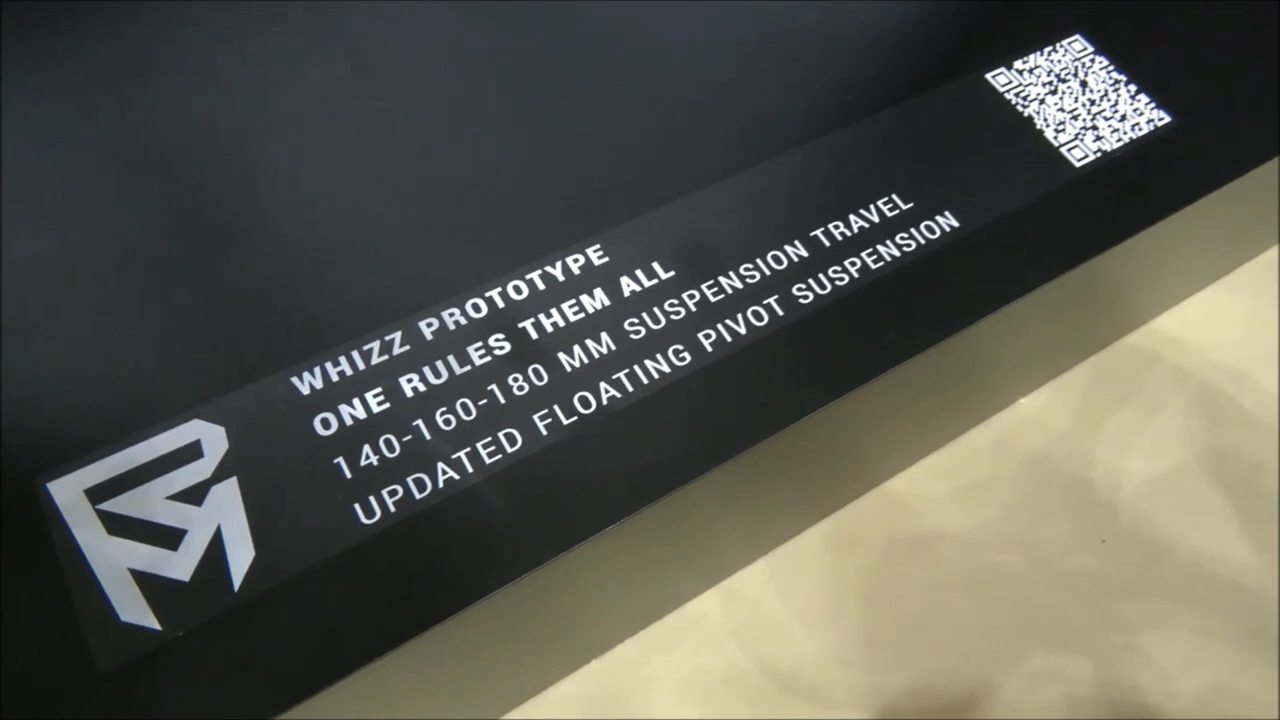 WHIZZ PROTOTYPE
ONE RULES THEM ALL
140-160-180 MM SUSPENSION TRAVEL
UPDATED FLOATING PIVOT SUSPENSION